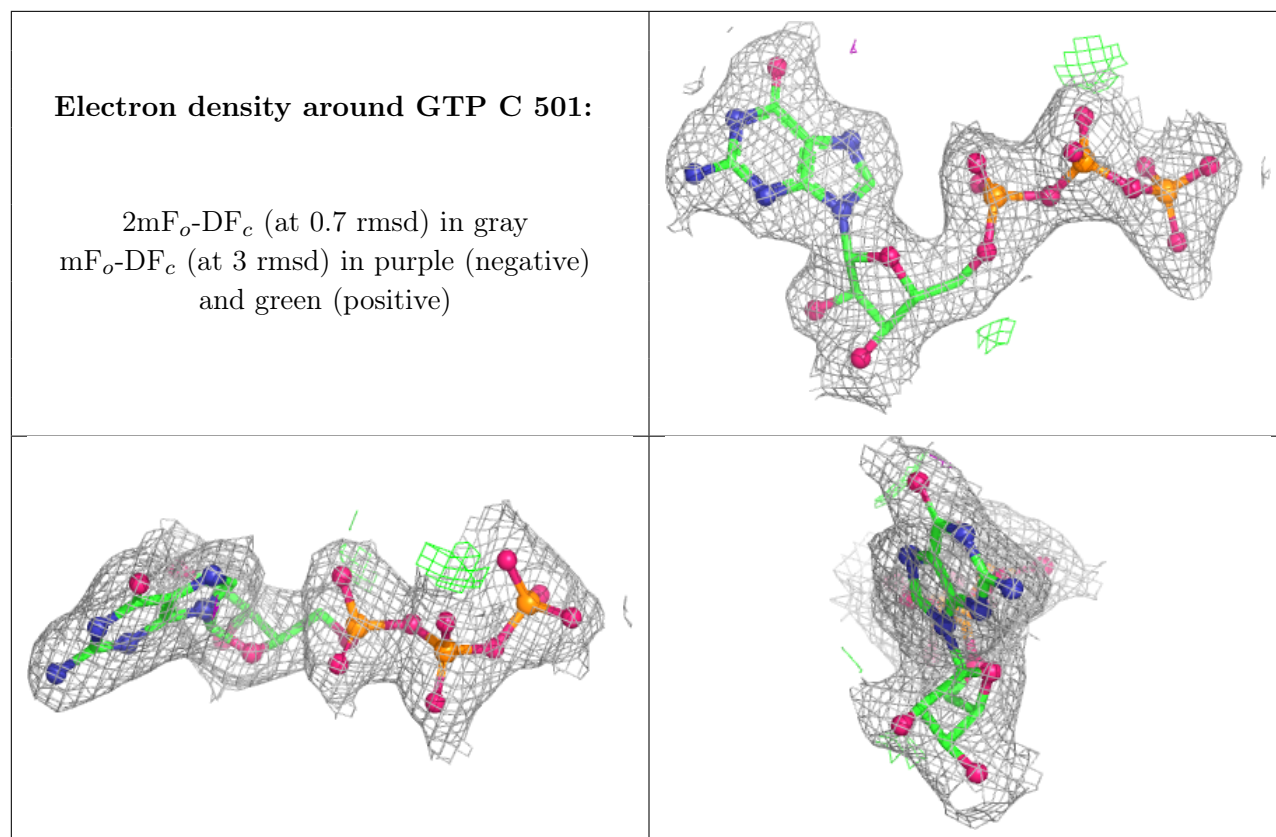 Electron density around GTP C 501:
2mFo-DFc (at 0.7 rmsd) in gray
mFo-DFc (at 3 rmsd) in purple (negative)
and green (positive)